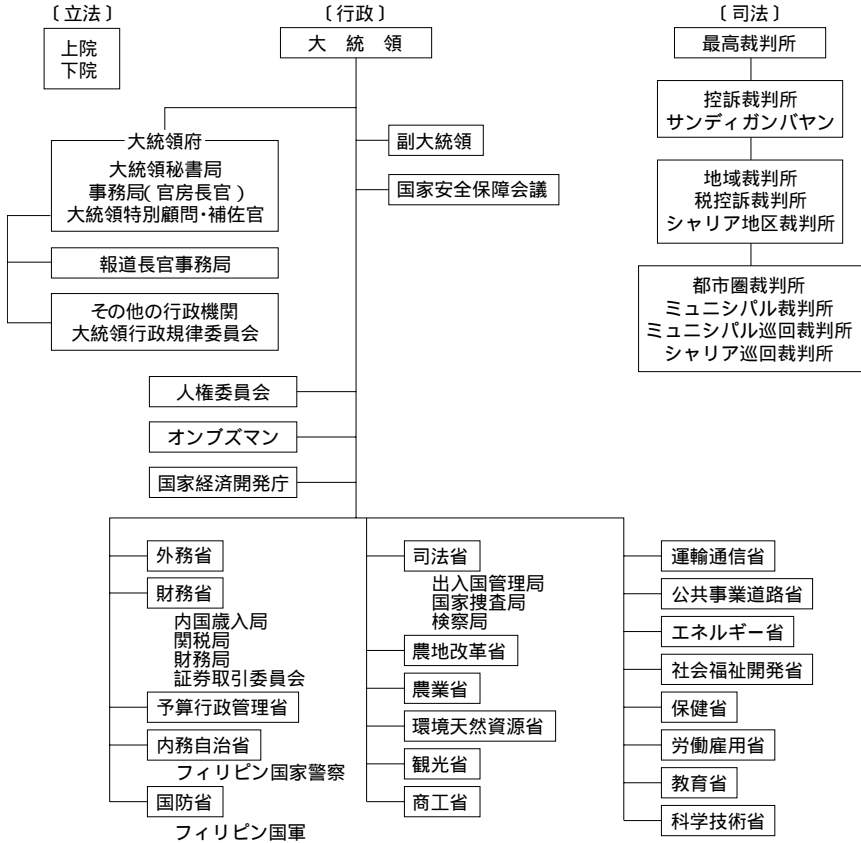 〔立法〕
上院
下院
〔行政〕
大 統 領
大統領府
大統領秘書局
事務局(官房長官)
大統領特別顧問・補佐官
報道長官事務局
その他の行政機関
大統領行政規律委員会
副大統領
国家安全保障会議
人権委員会
オンブズマン
国家経済開発庁
外務省
財務省
内国歳入局
関税局
財務局
証券取引委員会
予算行政管理省
内務自治省
フィリピン国家警察
国防省
フィリピン国軍
司法省
出入国管理局
国家捜査局
検察局
農地改革省
農業省
環境天然資源省
観光省
商工省
運輸通信省
公共事業道路省
エネルギー省
社会福祉開発省
保健省
労働雇用省
教育省
科学技術省
〔司法〕
最高裁判所
控訴裁判所
サンディガンバヤン
地域裁判所
税控訴裁判所
シャリア地区裁判所
都市圏裁判所
ミュニシパル裁判所
ミュニシパル巡回裁判所
シャリア巡回裁判所